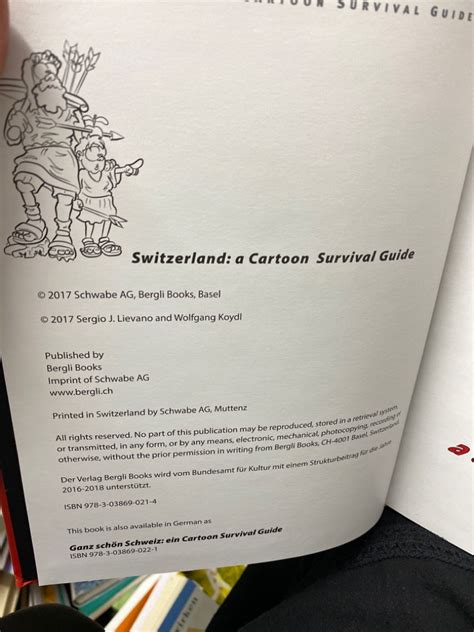 CARTOON SURVIVAL GUIDE
Switzerland: a Cartoon Survival Guide
© 2017 Schwabe AG, Bergli Books, Basel
© 2017 Sergio J. Lievano and Wolfgang Koydl
Published by
Bergli Books
Imprint of Schwabe AG
www.bergli.ch
Printed in Switzerland by Schwabe AG, Muttenz
All rights reserved. No part of this publication may be reproduced, stored in a retrieval system,
or transmitted, in any form, or by any means, electronic, mechanical, photocopying, recording or
otherwise, without the prior permission in writing from Bergli Books, CH-4001 Basel, Switzerland.
Der Verlag Bergli Books wird vom Bundesamt für Kultur mit einem Strukturbeitrag für die Jahre
2016-2018 unterstützt.
ISBN 978-3-03869-021-4
This book is also available in German as
Ganz schön Schweiz: ein Cartoon Survival Guide
ISBN 978-3-03869-022-1
irken